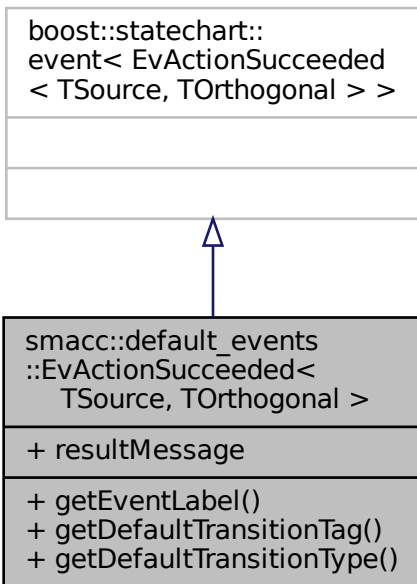 boost::statechart::
event< EvActionSucceeded
< TSource, TOrthogonal > >
smacc::default_events
::EvActionSucceeded<
TSource, TOrthogonal >
+ resultMessage
+ getEventLabel()
+ getDefaultTransitionTag()
+ getDefaultTransitionType()